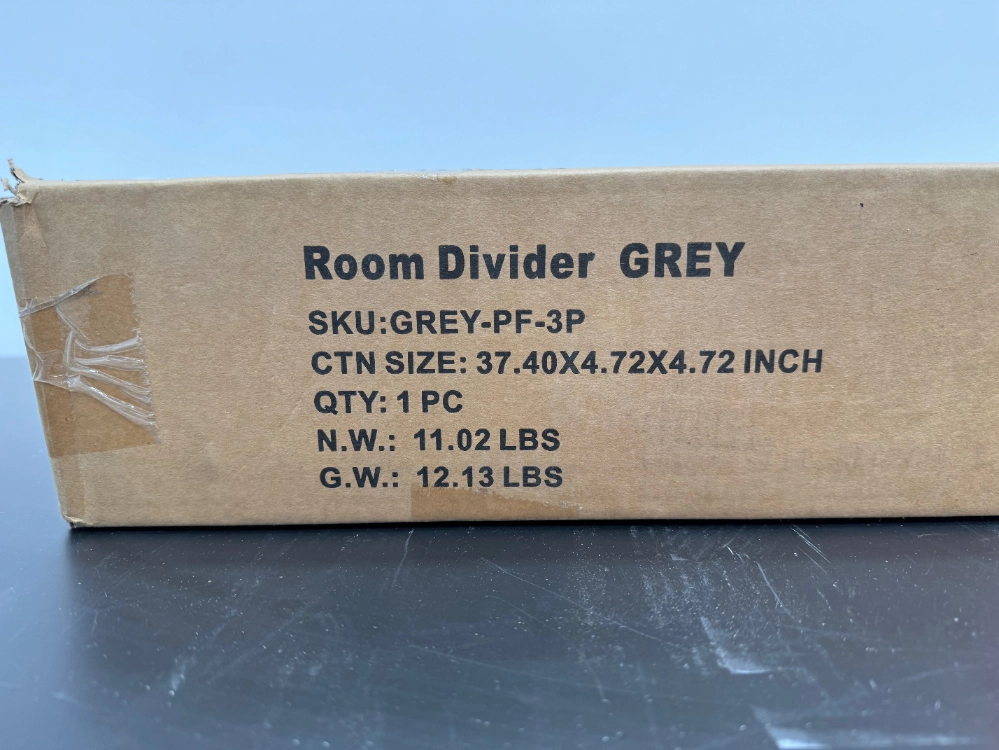 Room Divider GREY
SKU:GREY-PF-3P
CTN SIZE: 37.40X4.72X4.72 INCH
QTY: 1 PC
N.W.: 11.02 LBS
G.W.: 12.13 LBS